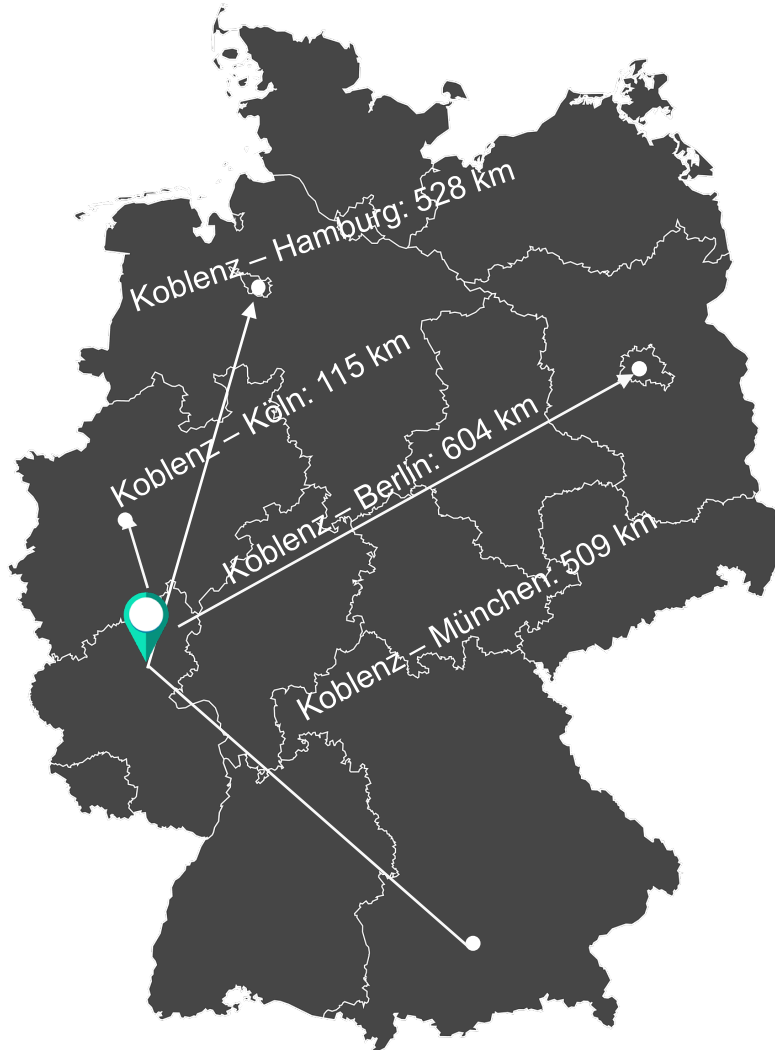 Koblenz – Hamburg: 528 km
Koblenz – Köln: 115 km
Koblenz – Berlin: 604 km
Koblenz – München: 509 km